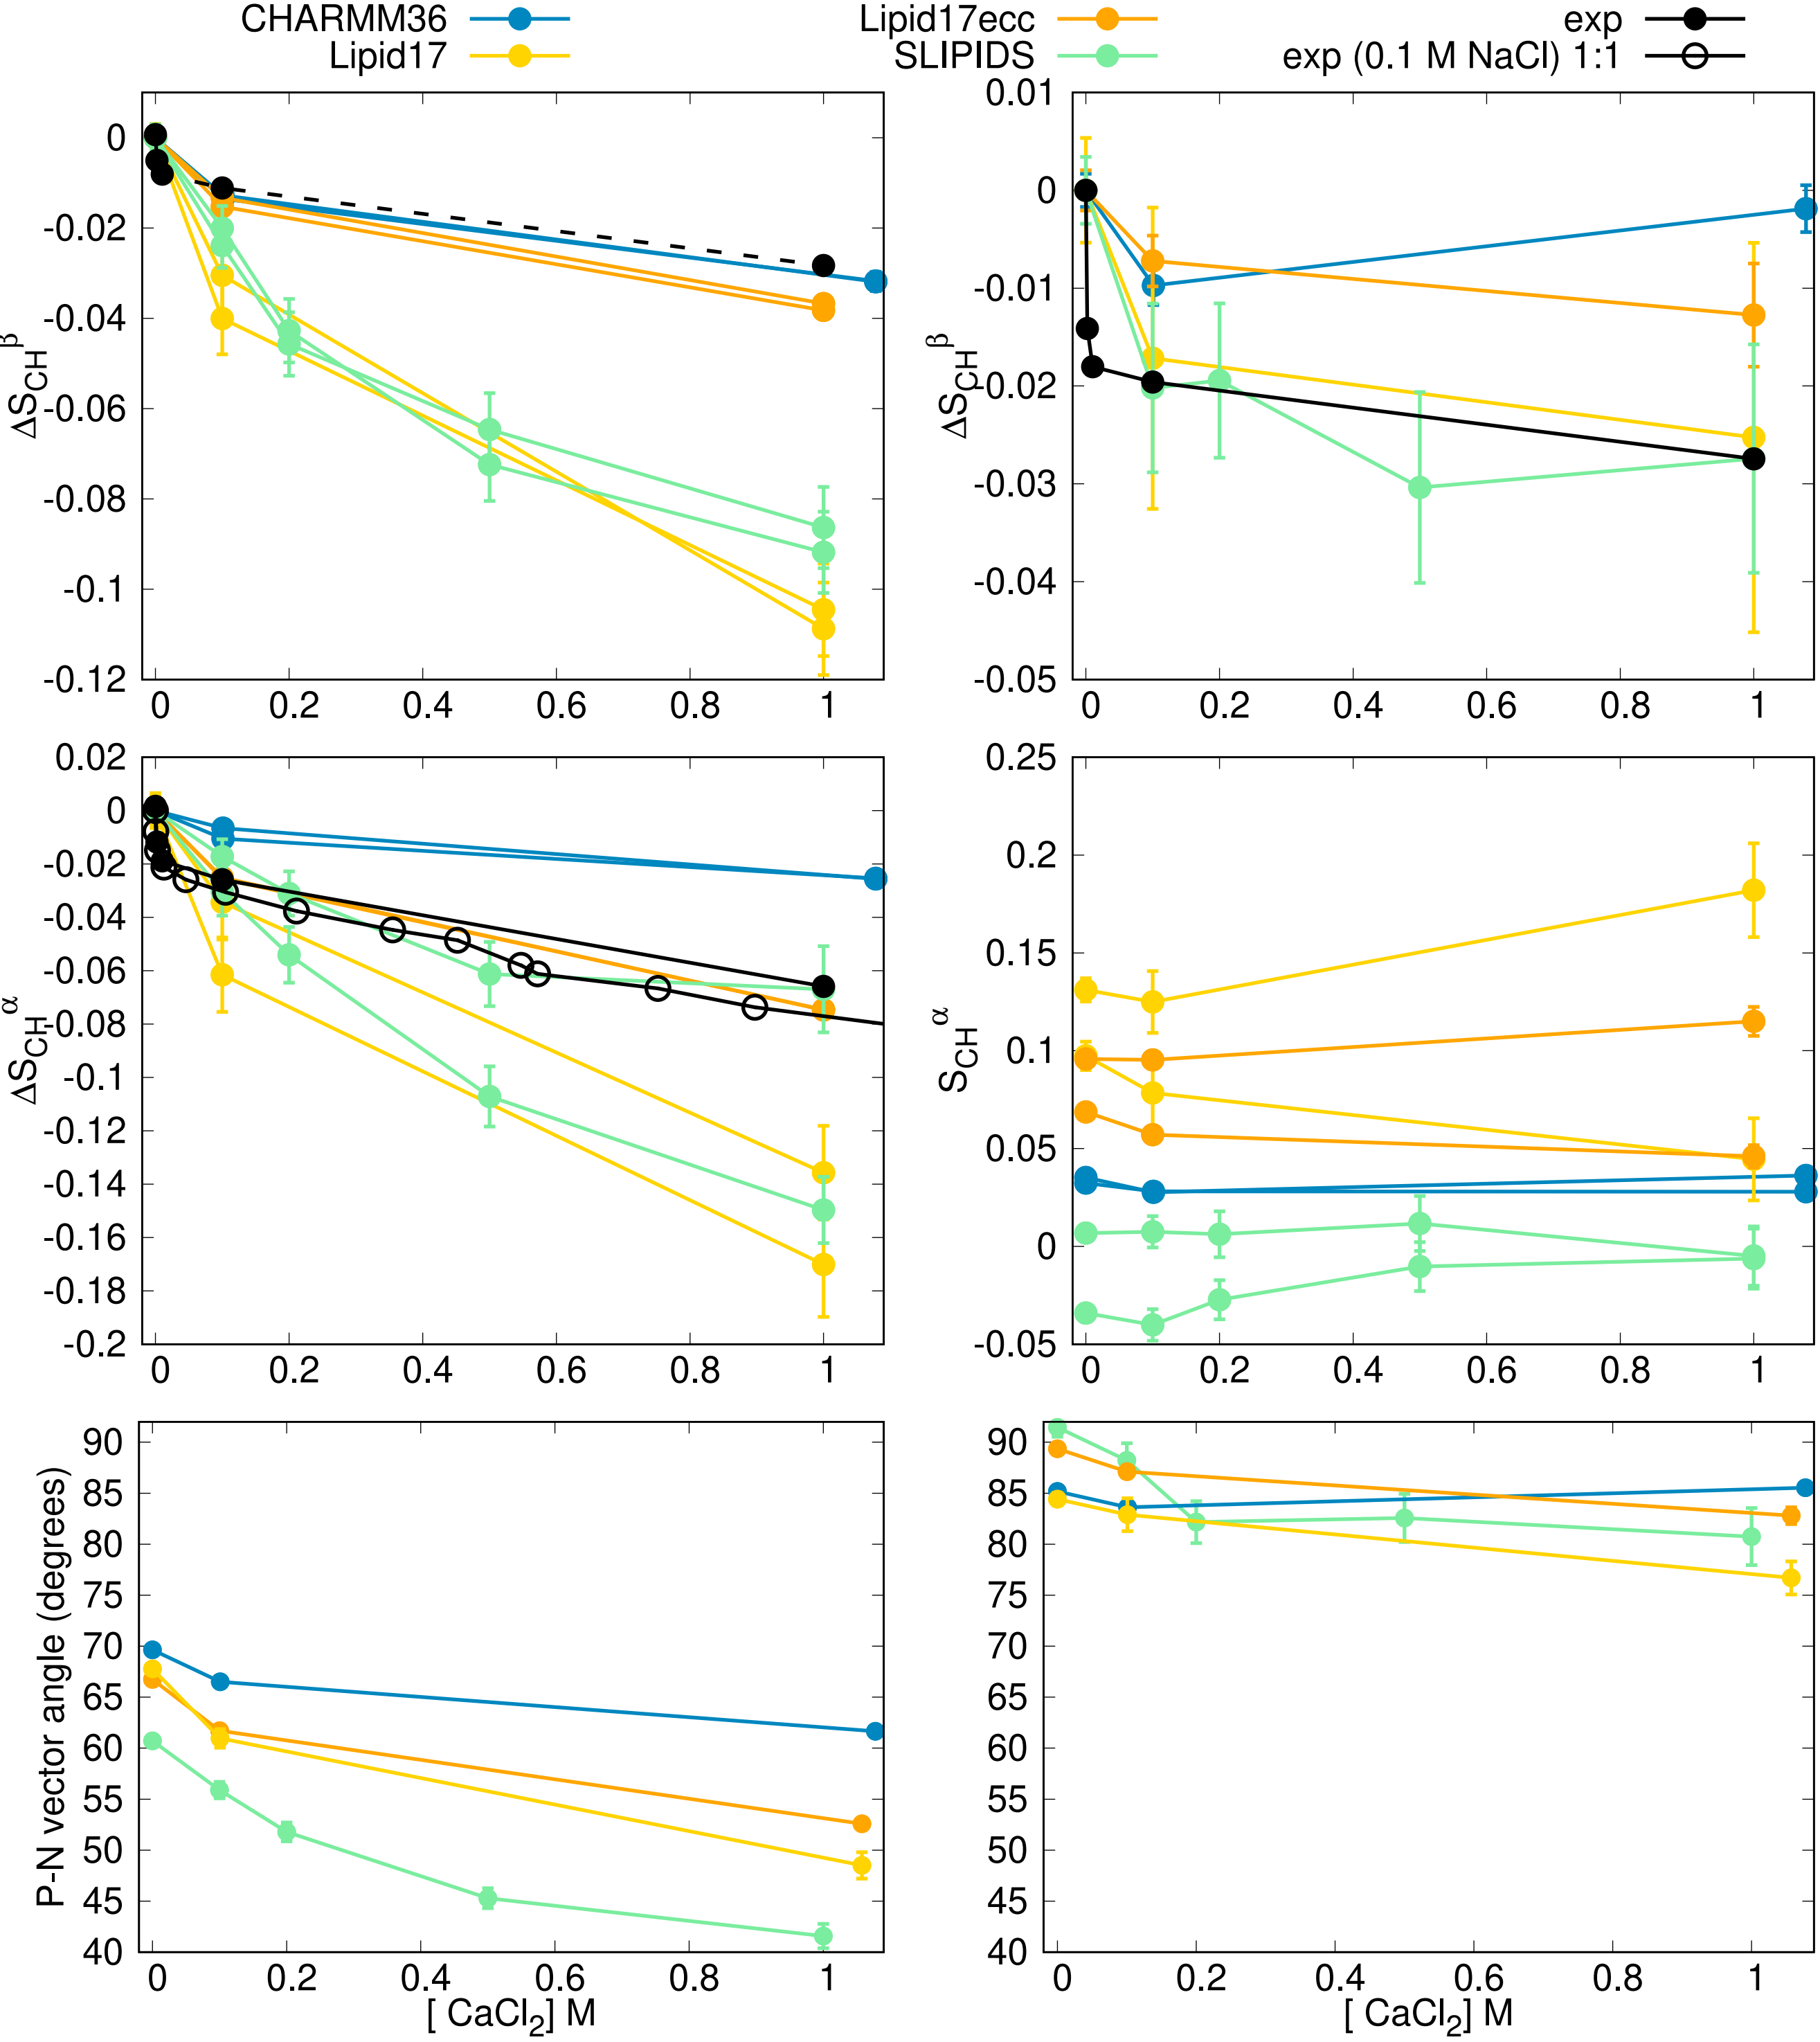 CHARMM36
Lipid17
Lipid17ecc
SLIPIDS
exp
exp (0.1 M NaCl) 1:1
0
-0.02
-0.04
-0.06
-0.08
-0.1
-0.12
ΔS_CH^β
0 0.2 0.4 0.6 0.8 1
0.01
0
-0.01
-0.02
-0.03
-0.04
-0.05
ΔS_CH^β
0 0.2 0.4 0.6 0.8 1
0.02
0
-0.02
-0.04
-0.06
-0.08
-0.1
-0.12
-0.14
-0.16
-0.18
-0.2
ΔS_CH^α
0 0.2 0.4 0.6 0.8 1
0.25
0.2
0.15
0.1
0.05
0
-0.05
S_CH^α
0 0.2 0.4 0.6 0.8 1
90
85
80
75
70
65
60
55
50
45
40
P-N vector angle (degrees)
0 0.2 0.4 0.6 0.8 1
[ CaCl₂] M
90
85
80
75
70
65
60
55
50
45
40
0 0.2 0.4 0.6 0.8 1
[ CaCl₂] M